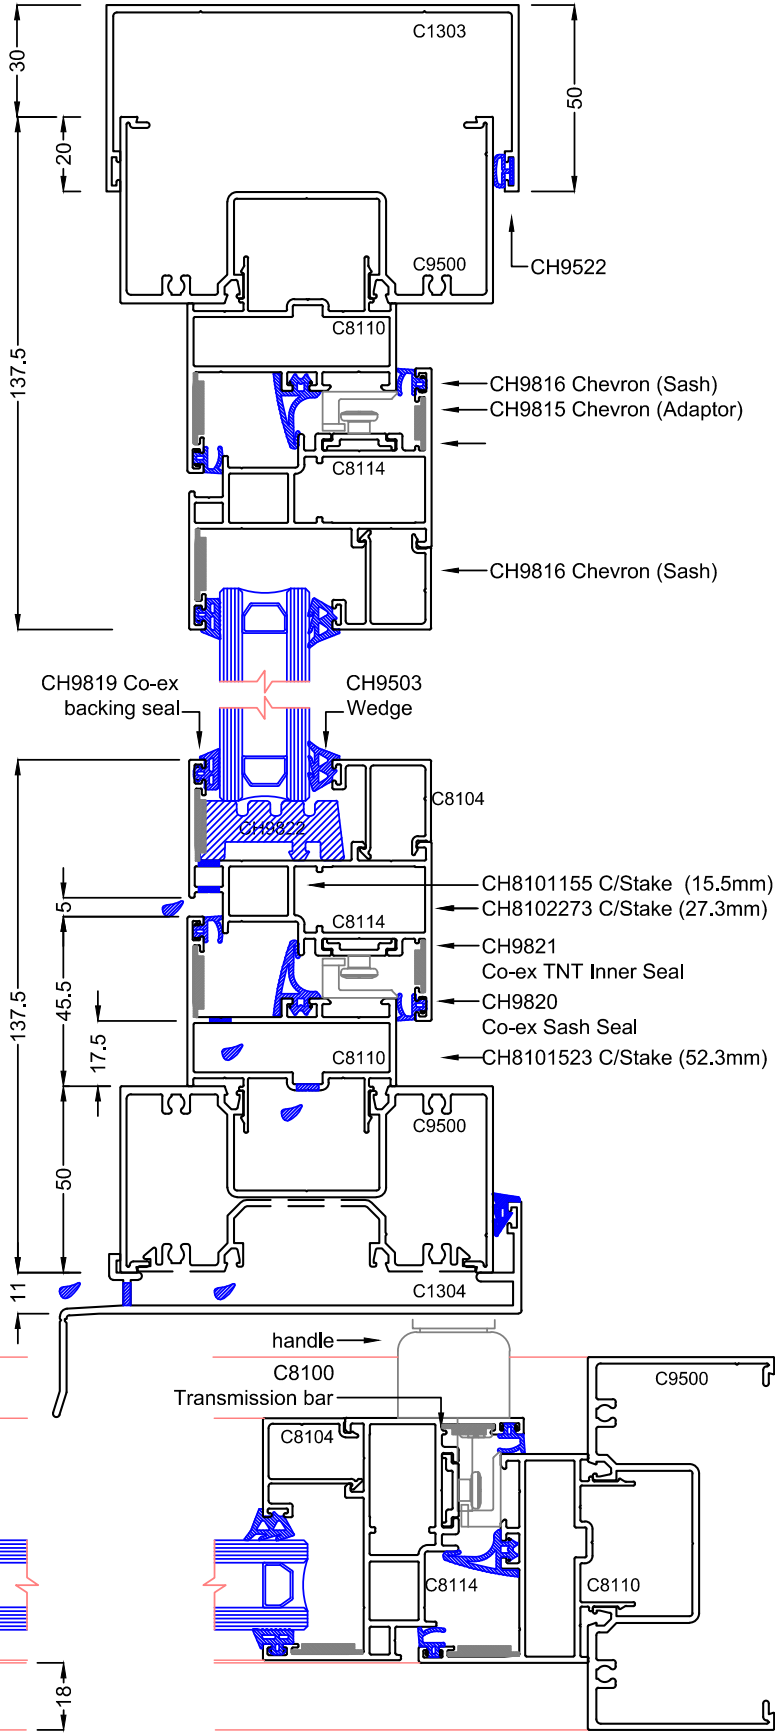 C1303
30
50
20
C9500
CH9522
C8110
137.5
CH9816 Chevron (Sash)
CH9815 Chevron (Adaptor)
C8114
CH9816 Chevron (Sash)
CH9819 Co-ex
backing seal
CH9503
Wedge
C8104
CH9822
CH8101155 C/Stake (15.5mm)
5
CH8102273 C/Stake (27.3mm)
C8114
CH9821
Co-ex TNT Inner Seal
137.5
45.5
CH9820
Co-ex Sash Seal
17.5
C8110
CH8101523 C/Stake (52.3mm)
C9500
50
11
C1304
handle
C8100
Transmission bar
C9500
C8104
C8114
C8110
18